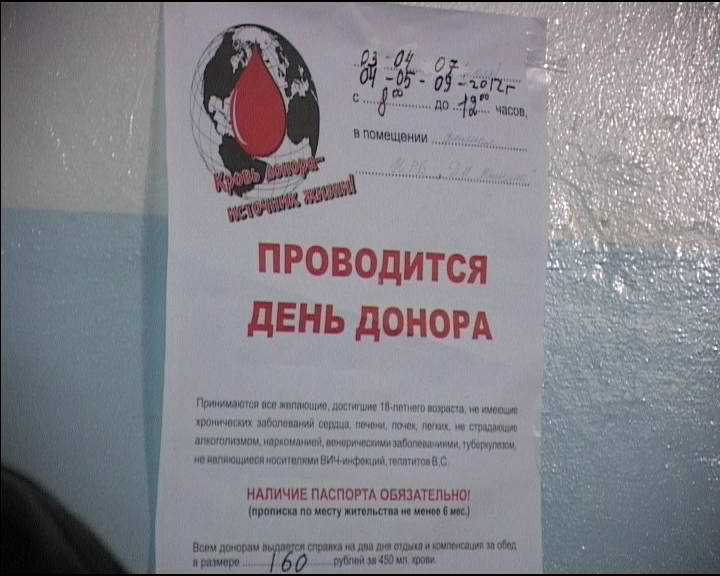 Кровь донора-
источник жизни!
03-04 07
04-05-09-2012г
с 8⁰⁰ до 12⁰⁰ часов,
в помещении
ПРОВОДИТСЯ
ДЕНЬ ДОНОРА
Принимаются все желающие, достигшие 18-летнего возраста, не имеющие
хронических заболеваний сердца, печени, почек, легких, не страдающие
алкоголизмом, наркоманией, венерическими заболеваниями, туберкулезом,
не являющиеся носителями ВИЧ-инфекций, гепатитов В,С.
НАЛИЧИЕ ПАСПОРТА ОБЯЗАТЕЛЬНО!
(прописка по месту жительства не менее 6 мес.)
Всем донорам выдается справка на два дня отдыха и компенсация за обед
в размере 160 рублей за 450 мл. крови.